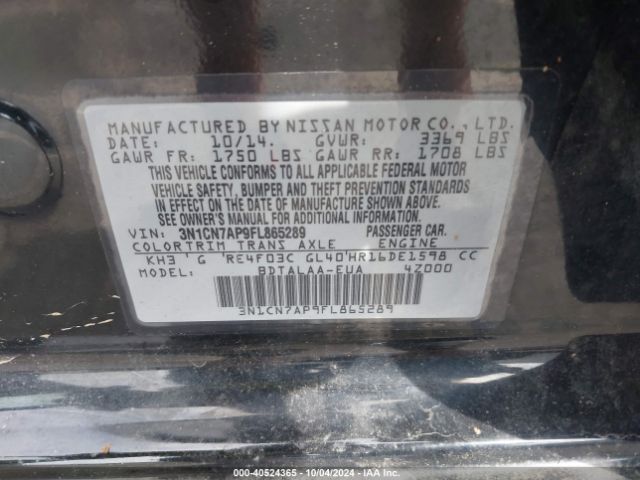 MANUFACTURED BY NISSAN MOTOR CO., LTD.
DATE: 10/14. GVWR: 3369 LBS
GAWR FR: 1750 LBS GAWR RR: 1708 LBS
THIS VEHICLE CONFORMS TO ALL APPLICABLE FEDERAL MOTOR
VEHICLE SAFETY, BUMPER AND THEFT PREVENTION STANDARDS
IN EFFECT ON THE DATE OF MANUFACTURE SHOWN ABOVE.
SEE OWNER'S MANUAL FOR ADDITIONAL INFORMATION
VIN: 3N1CN7AP9FL865289 PASSENGER CAR.
COLOR TRIM TRANS AXLE ENGINE
KH3 ' G 'RE4F03C GL40'HR16DE1598 CC
BDTALAA-EUA 4Z000
3N1CN7AP9FL865289
000-40524365 - 10/04/2024 - IAA Inc.